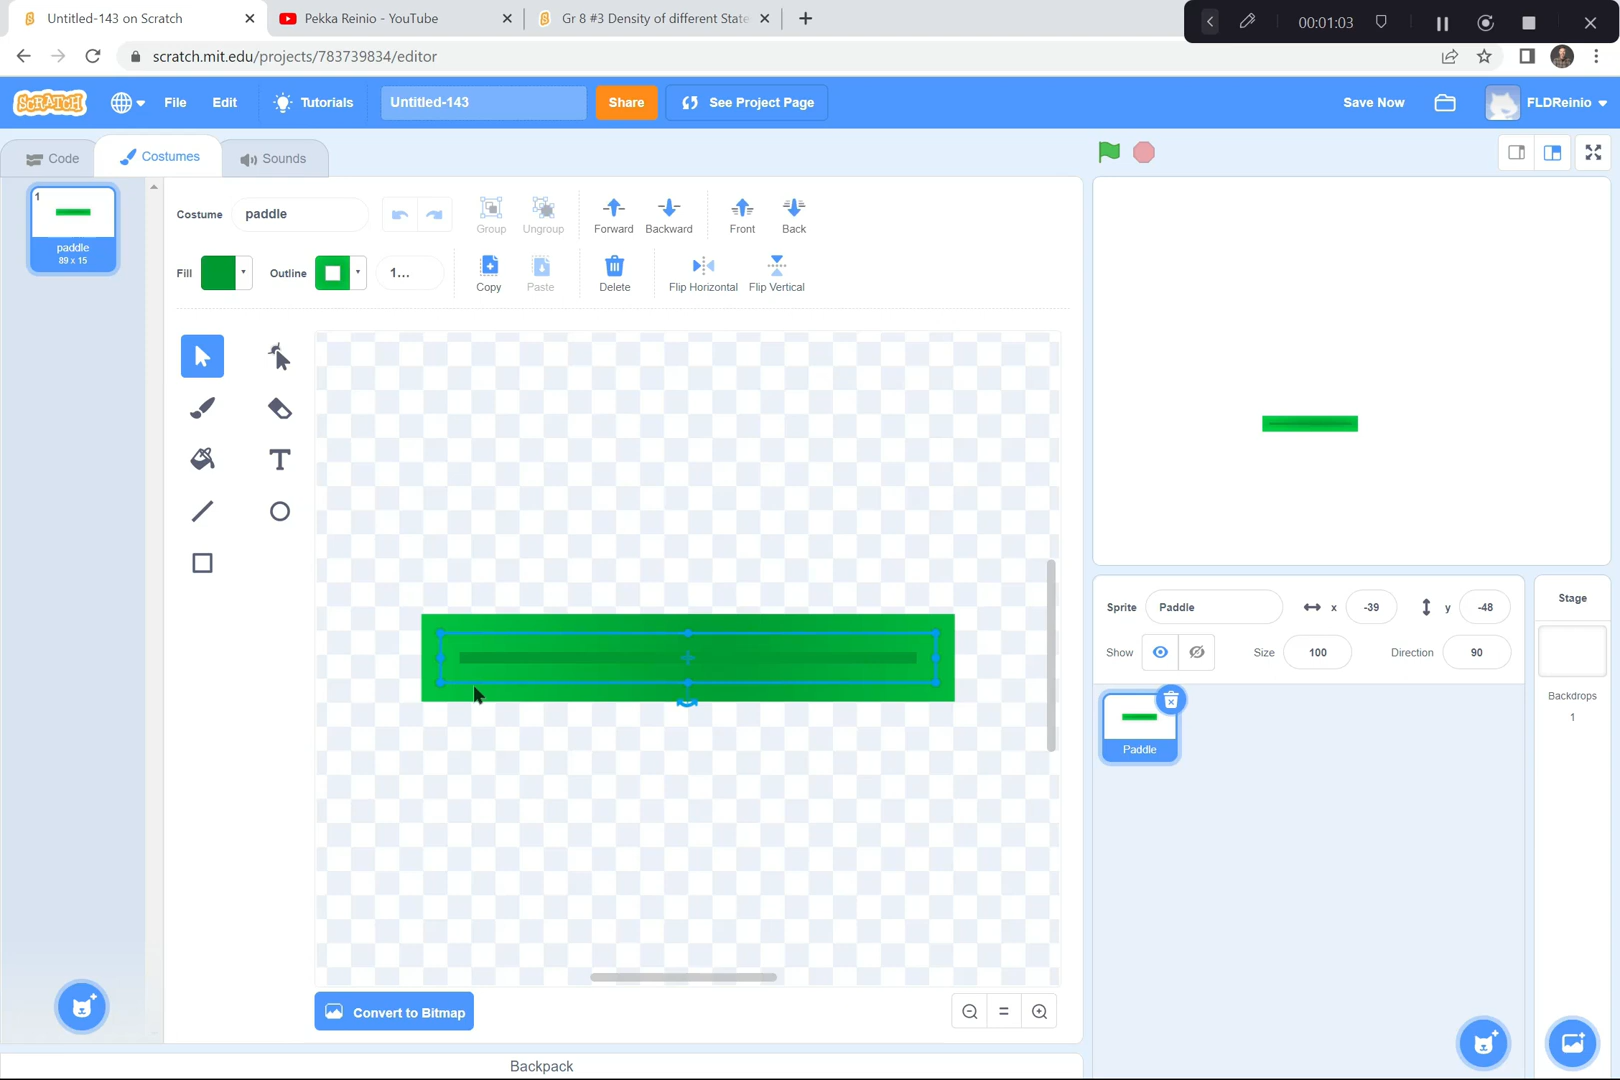 Untitled-143 on Scratch
Pekka Reinio - YouTube
Gr 8 #3 Density of different State
00:01:03
scratch.mit.edu/projects/783739834/editor
SCRATCH
File
Edit
Tutorials
Untitled-143
Share
See Project Page
Save Now
FLDReinio
Code
Costumes
Sounds
1
paddle
89 x 15
Costume
paddle
Group
Ungroup
Forward
Backward
Front
Back
Fill
Outline
1...
Copy
Paste
Delete
Flip Horizontal
Flip Vertical
Convert to Bitmap
Backpack
Sprite
Paddle
x
-39
y
-48
Show
Size
100
Direction
90
Paddle
Stage
Backdrops
1